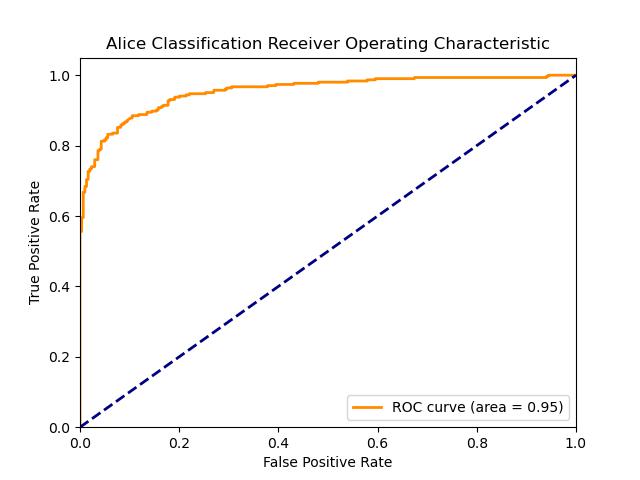 Alice Classification Receiver Operating Characteristic
1.0
0.8
0.6
0.4
0.2
0.0
True Positive Rate
ROC curve (area = 0.95)
0.0 0.2 0.4 0.6 0.8 1.0
False Positive Rate